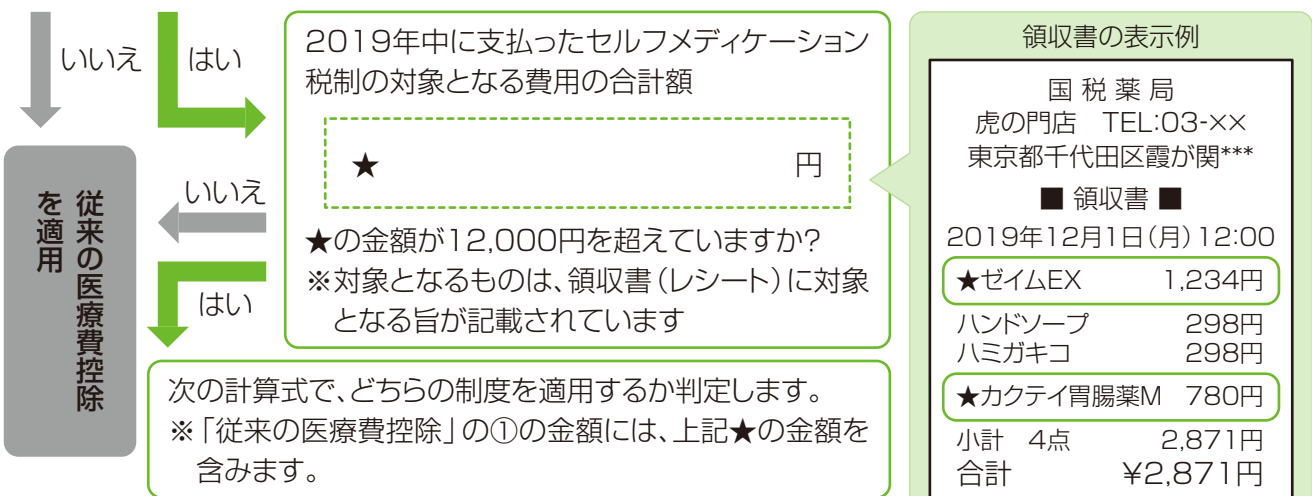 いいえ
はい
2019年中に支払ったセルフメディケーション
税制の対象となる費用の合計額
★ 円
★の金額が12,000円を超えていますか?
※対象となるものは、領収書(レシート)に対象
となる旨が記載されています
いいえ
はい
従来の医療費控除
を適用
次の計算式で、どちらの制度を適用するか判定します。
※「従来の医療費控除」の①の金額には、上記★の金額を
含みます。
領収書の表示例
国税薬局
虎の門店 TEL:03-××
東京都千代田区霞が関***
■ 領収書 ■
2019年12月1日(月)12:00
★ゼイムEX 1,234円
ハンドソープ 298円
ハミガキコ 298円
★カクテイ胃腸薬M 780円
小計 4点 2,871円
合計 ¥2,871円